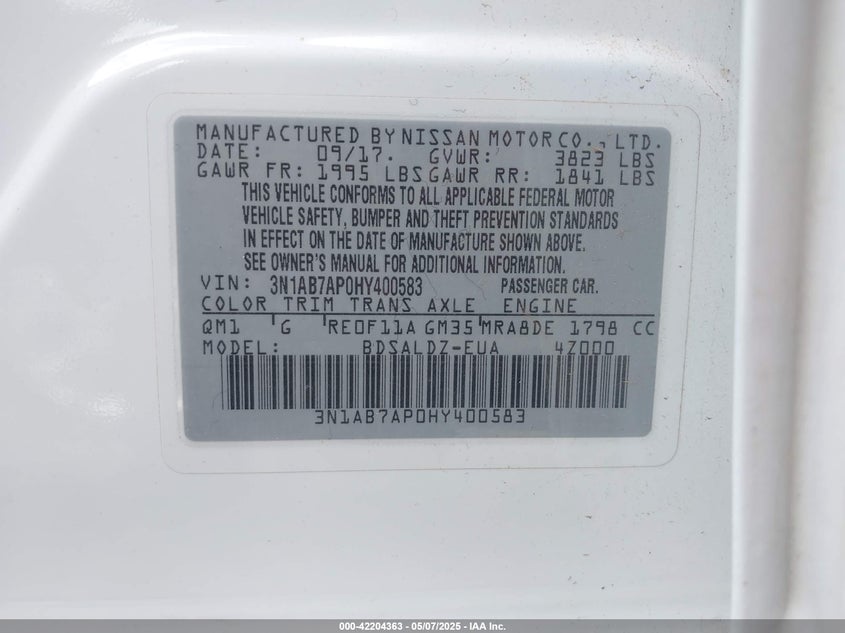 MANUFACTURED BY NISSAN MOTOR CO., LTD.
DATE: 09/17. GVWR: 3823 LBS
GAWR FR: 1995 LBS GAWR RR: 1841 LBS
THIS VEHICLE CONFORMS TO ALL APPLICABLE FEDERAL MOTOR
VEHICLE SAFETY, BUMPER AND THEFT PREVENTION STANDARDS
IN EFFECT ON THE DATE OF MANUFACTURE SHOWN ABOVE.
SEE OWNER'S MANUAL FOR ADDITIONAL INFORMATION.
VIN: 3N1AB7AP0HY400583 PASSENGER CAR.
COLOR TRIM TRANS AXLE ENGINE
QM1 G RE0F11A GM35 MRA8DE 1798 CC
MODEL: BDSALDZ-EUA 4Z000
3N1AB7AP0HY400583
000-42204363 | 05/07/2025 - IAA Inc.